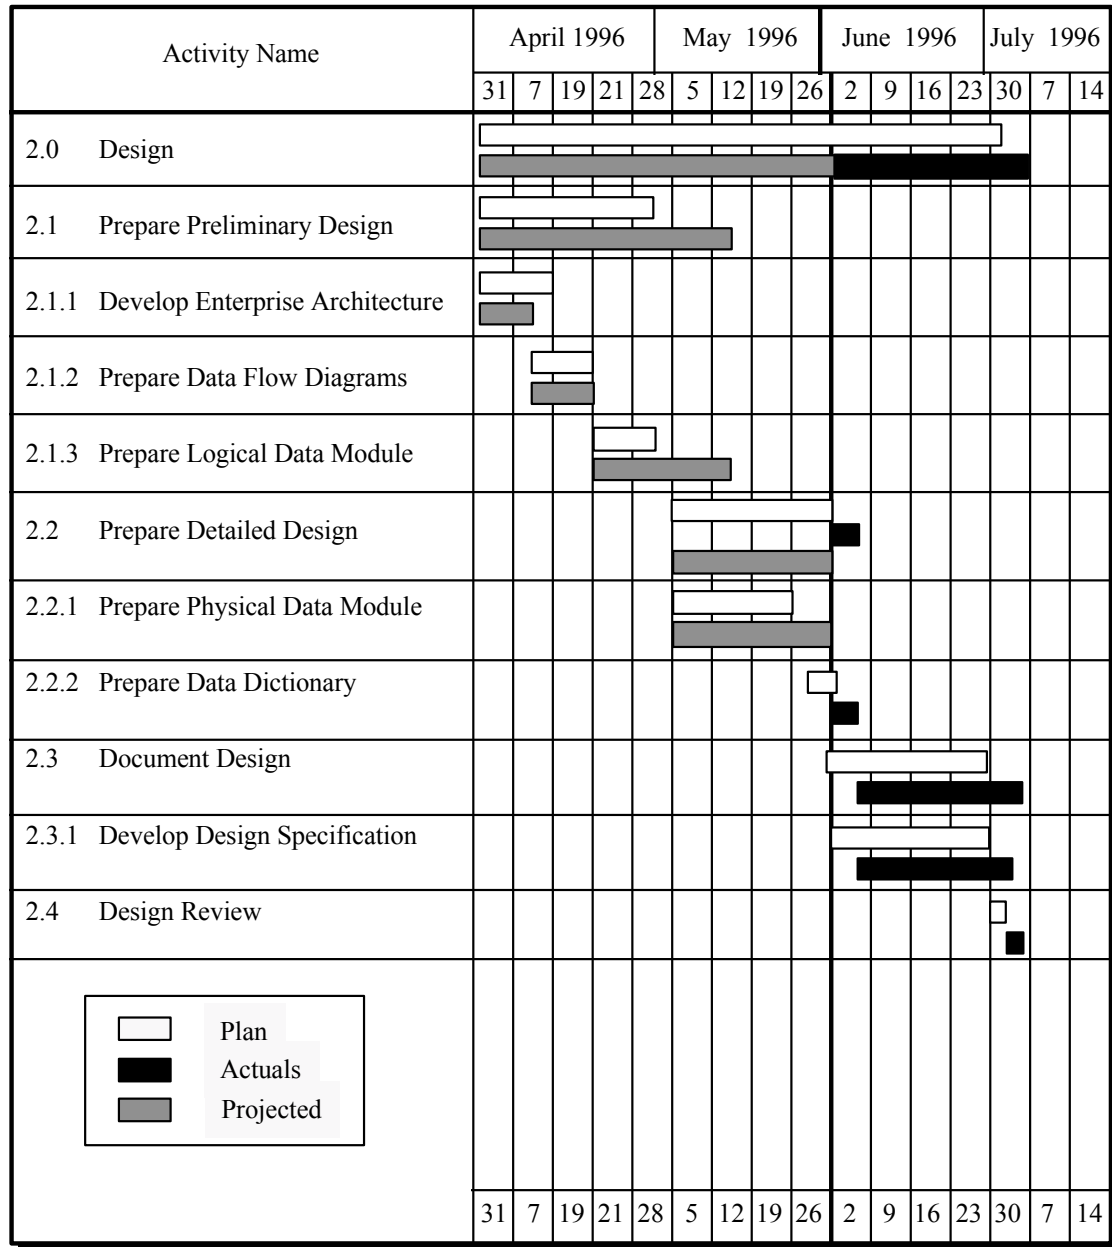 Activity Name
April 1996 May 1996 June 1996 July 1996
31 7 19 21 28 5 12 19 26 2 9 16 23 30 7 14
2.0 Design
2.1 Prepare Preliminary Design
2.1.1 Develop Enterprise Architecture
2.1.2 Prepare Data Flow Diagrams
2.1.3 Prepare Logical Data Module
2.2 Prepare Detailed Design
2.2.1 Prepare Physical Data Module
2.2.2 Prepare Data Dictionary
2.3 Document Design
2.3.1 Develop Design Specification
2.4 Design Review
Plan
Actuals
Projected
31 7 19 21 28 5 12 19 26 2 9 16 23 30 7 14